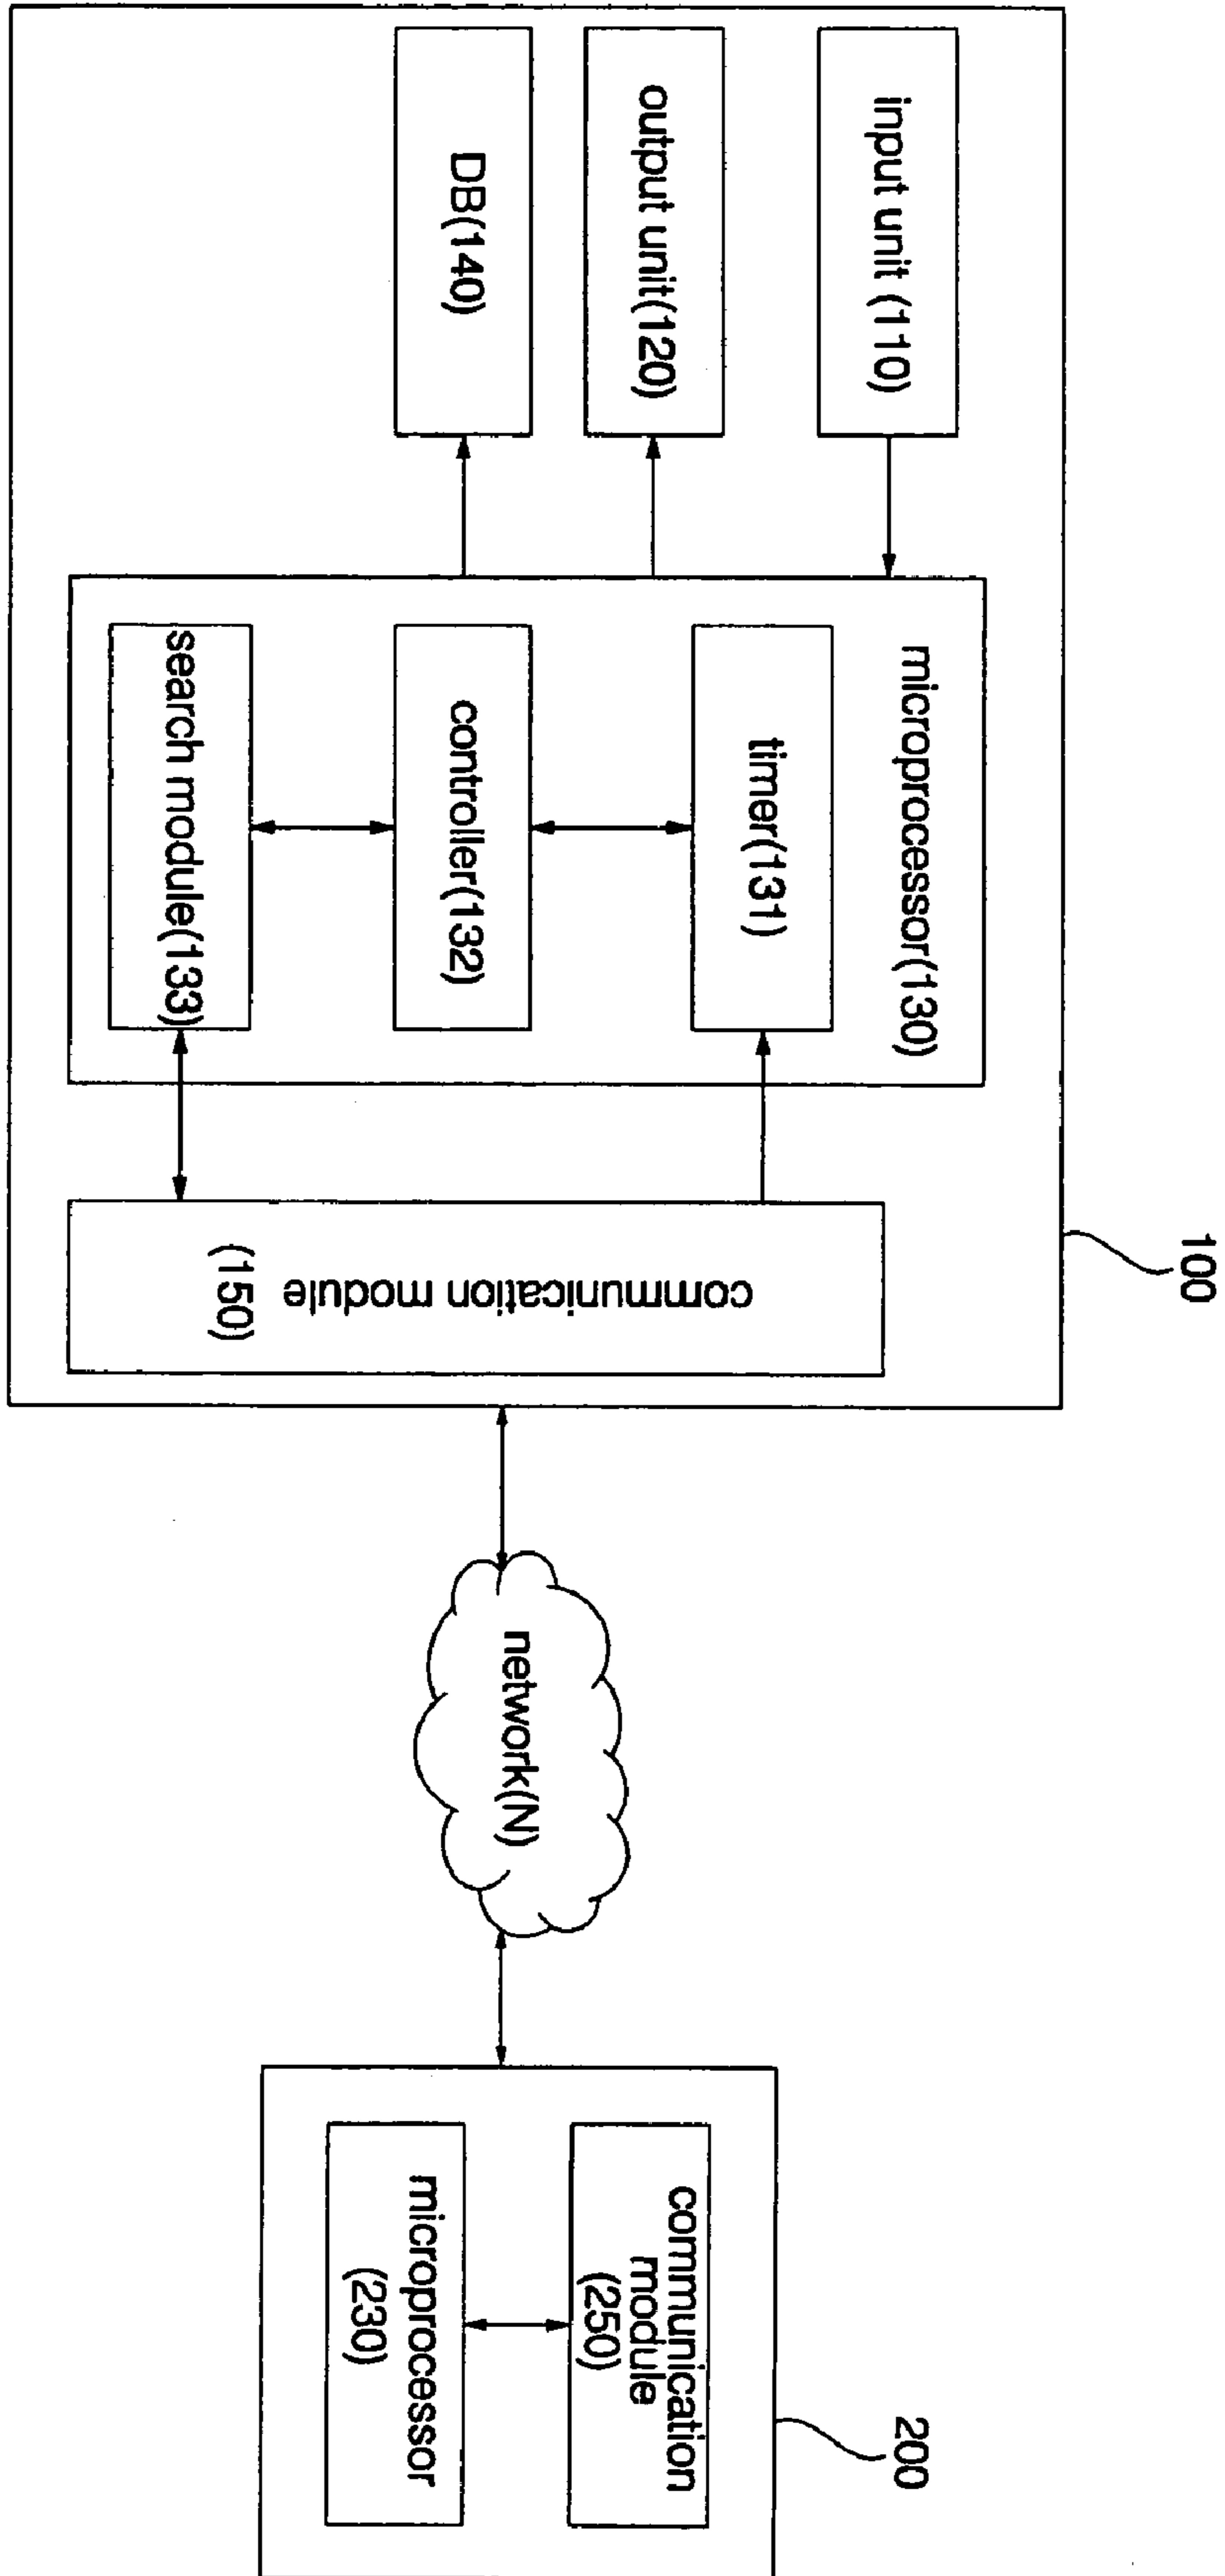 100
input unit (110)
output unit(120)
DB(140)
microprocessor(130)
timer(131)
controller(132)
search module(133)
communication module
(150)
network(N)
200
communication
module
(250)
microprocessor
(230)